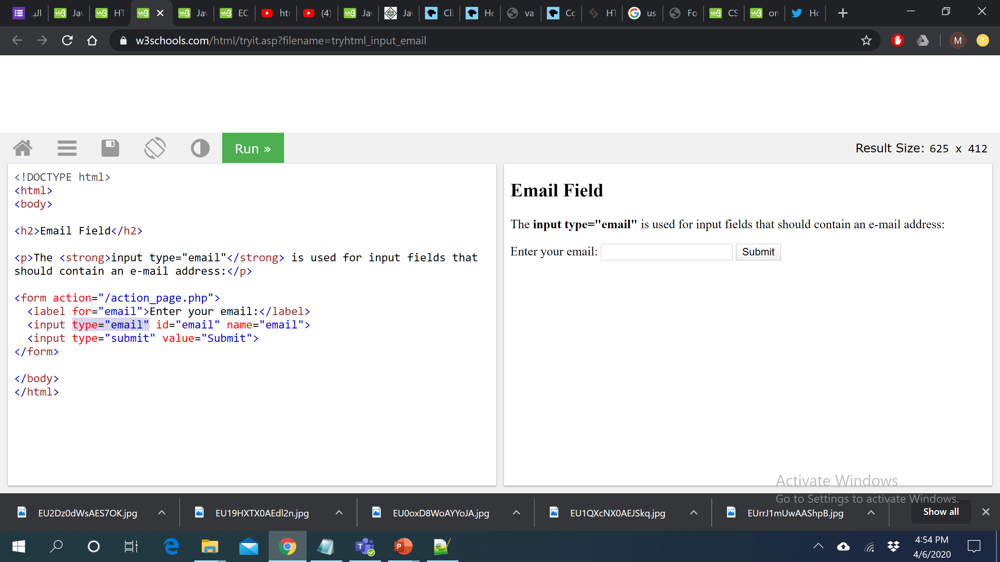 البـ
Jav
HT
Jav
EC
htr
(4)
Jav
Jav
Cli
Hc
va
Cc
HT
us
Fo
CS
on
Hc
w3schools.com/html/tryit.asp?filename=tryhtml_input_email
M
Run »
Result Size: 625 x 412
<!DOCTYPE html>
<html>
<body>
<h2>Email Field</h2>
<p>The <strong>input type="email"</strong> is used for input fields that
should contain an e-mail address:</p>
<form action="/action_page.php">
<label for="email">Enter your email:</label>
<input type="email" id="email" name="email">
<input type="submit" value="Submit">
</form>
</body>
</html>
Email Field
The input type="email" is used for input fields that should contain an e-mail address:
Enter your email: Submit
Activate Windows
Go to Settings to activate Windows.
EU2Dz0dWsAES7OK.jpg
EU19HXTX0AEdl2n.jpg
EU0oxD8WoAYYoJA.jpg
EU1QXcNX0AEJSkq.jpg
EUrrJ1mUwAAShpB.jpg
Show all
4:54 PM
4/6/2020